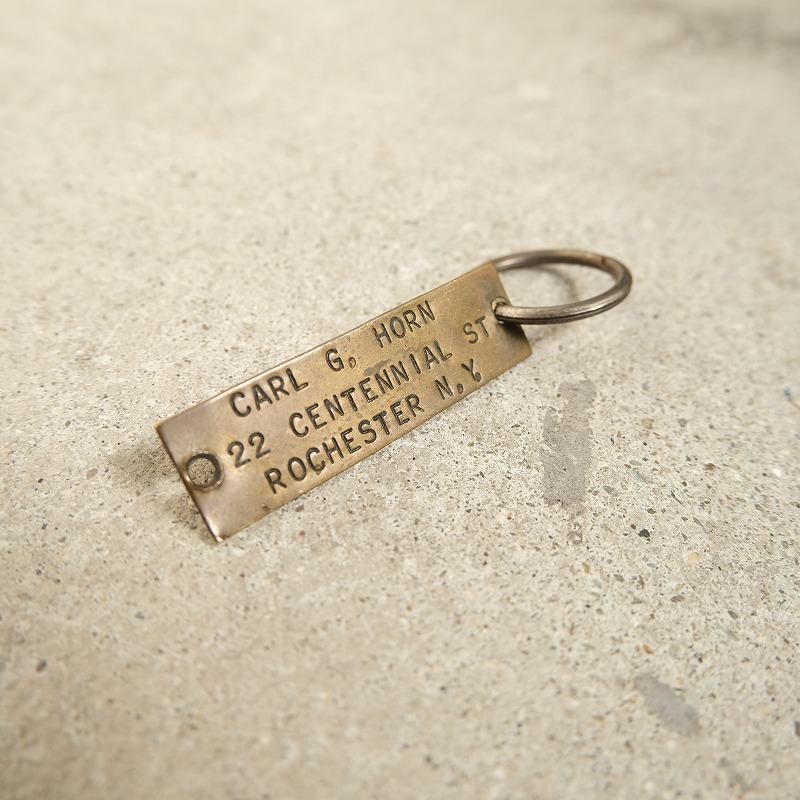 CARL G. HORN
22 CENTENNIAL ST
ROCHESTER N.Y